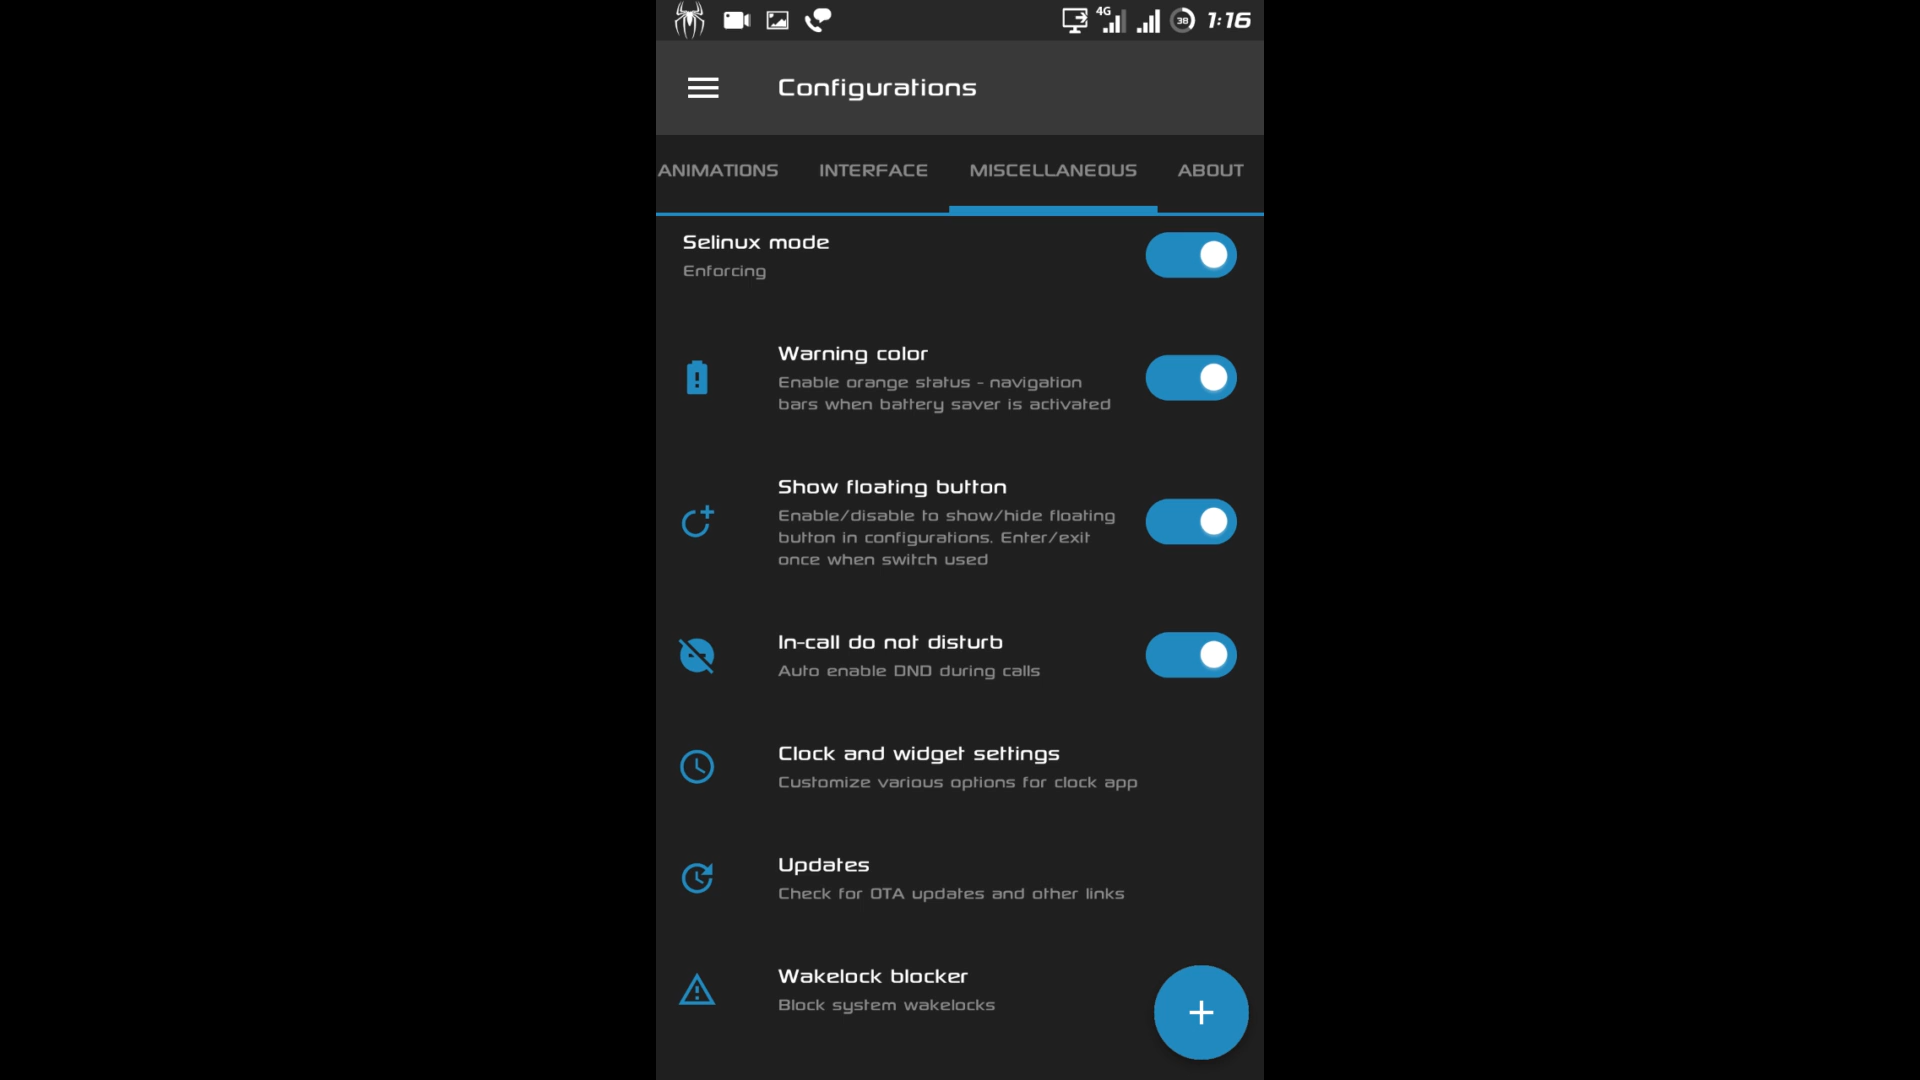 4G 38 1:16
Configurations
ANIMATIONS INTERFACE MISCELLANEOUS ABOUT
Selinux mode
Enforcing
Warning color
Enable orange status - navigation
bars when battery saver is activated
Show floating button
Enable/disable to show/hide floating
button in configurations. Enter/exit
once when switch used
In-call do not disturb
Auto enable DND during calls
Clock and widget settings
Customize various options for clock app
Updates
Check for OTA updates and other links
Wakelock blocker
Block system wakelocks